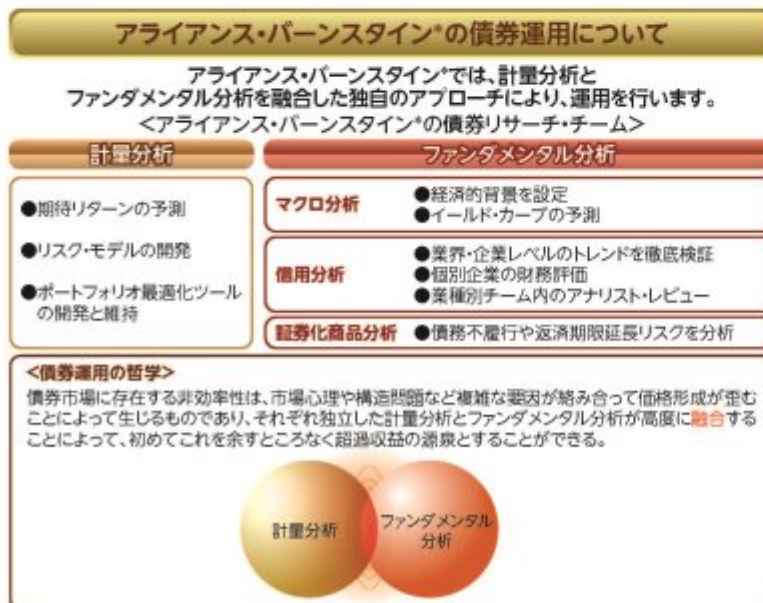 アライアンス・バーンスタイン*の債券運用について
アライアンス・バーンスタイン*では、計量分析と
ファンダメンタル分析を融合した独自のアプローチにより、運用を行います。
<アライアンス・バーンスタイン*の債券リサーチ・チーム>
計量分析
●期待リターンの予測
●リスク・モデルの開発
●ポートフォリオ最適化ツール
の開発と維持
ファンダメンタル分析
マクロ分析
●経済的背景を設定
●イールド・カーブの予測
信用分析
●業界・企業レベルのトレンドを徹底検証
●個別企業の財務評価
●業種別チーム内のアナリスト・レビュー
証券化商品分析
●債務不履行や返済期限延長リスクを分析
<債券運用の哲学>
債券市場に存在する非効率性は、市場心理や構造問題など複雑な要因が絡み合って価格形成が歪む
ことによって生じるものであり、それぞれ独立した計量分析とファンダメンタル分析が高度に融合する
ことによって、初めてこれを余すところなく超過収益の源泉とすることができる。
計量分析
ファンダメンタル
分析